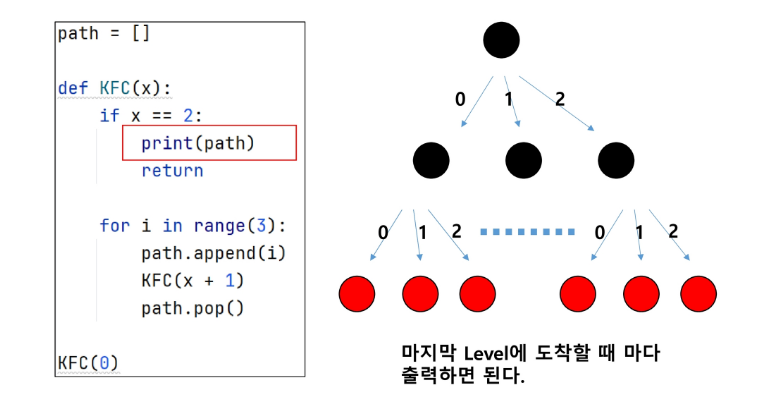 path = []
def KFC(x):
    if x == 2:
        print(path)
        return
    for i in range(3):
        path.append(i)
        KFC(x + 1)
        path.pop()
KFC(0)
0 1 2
0 1 2 0 1 2
마지막 Level에 도착할 때 마다
출력하면 된다.